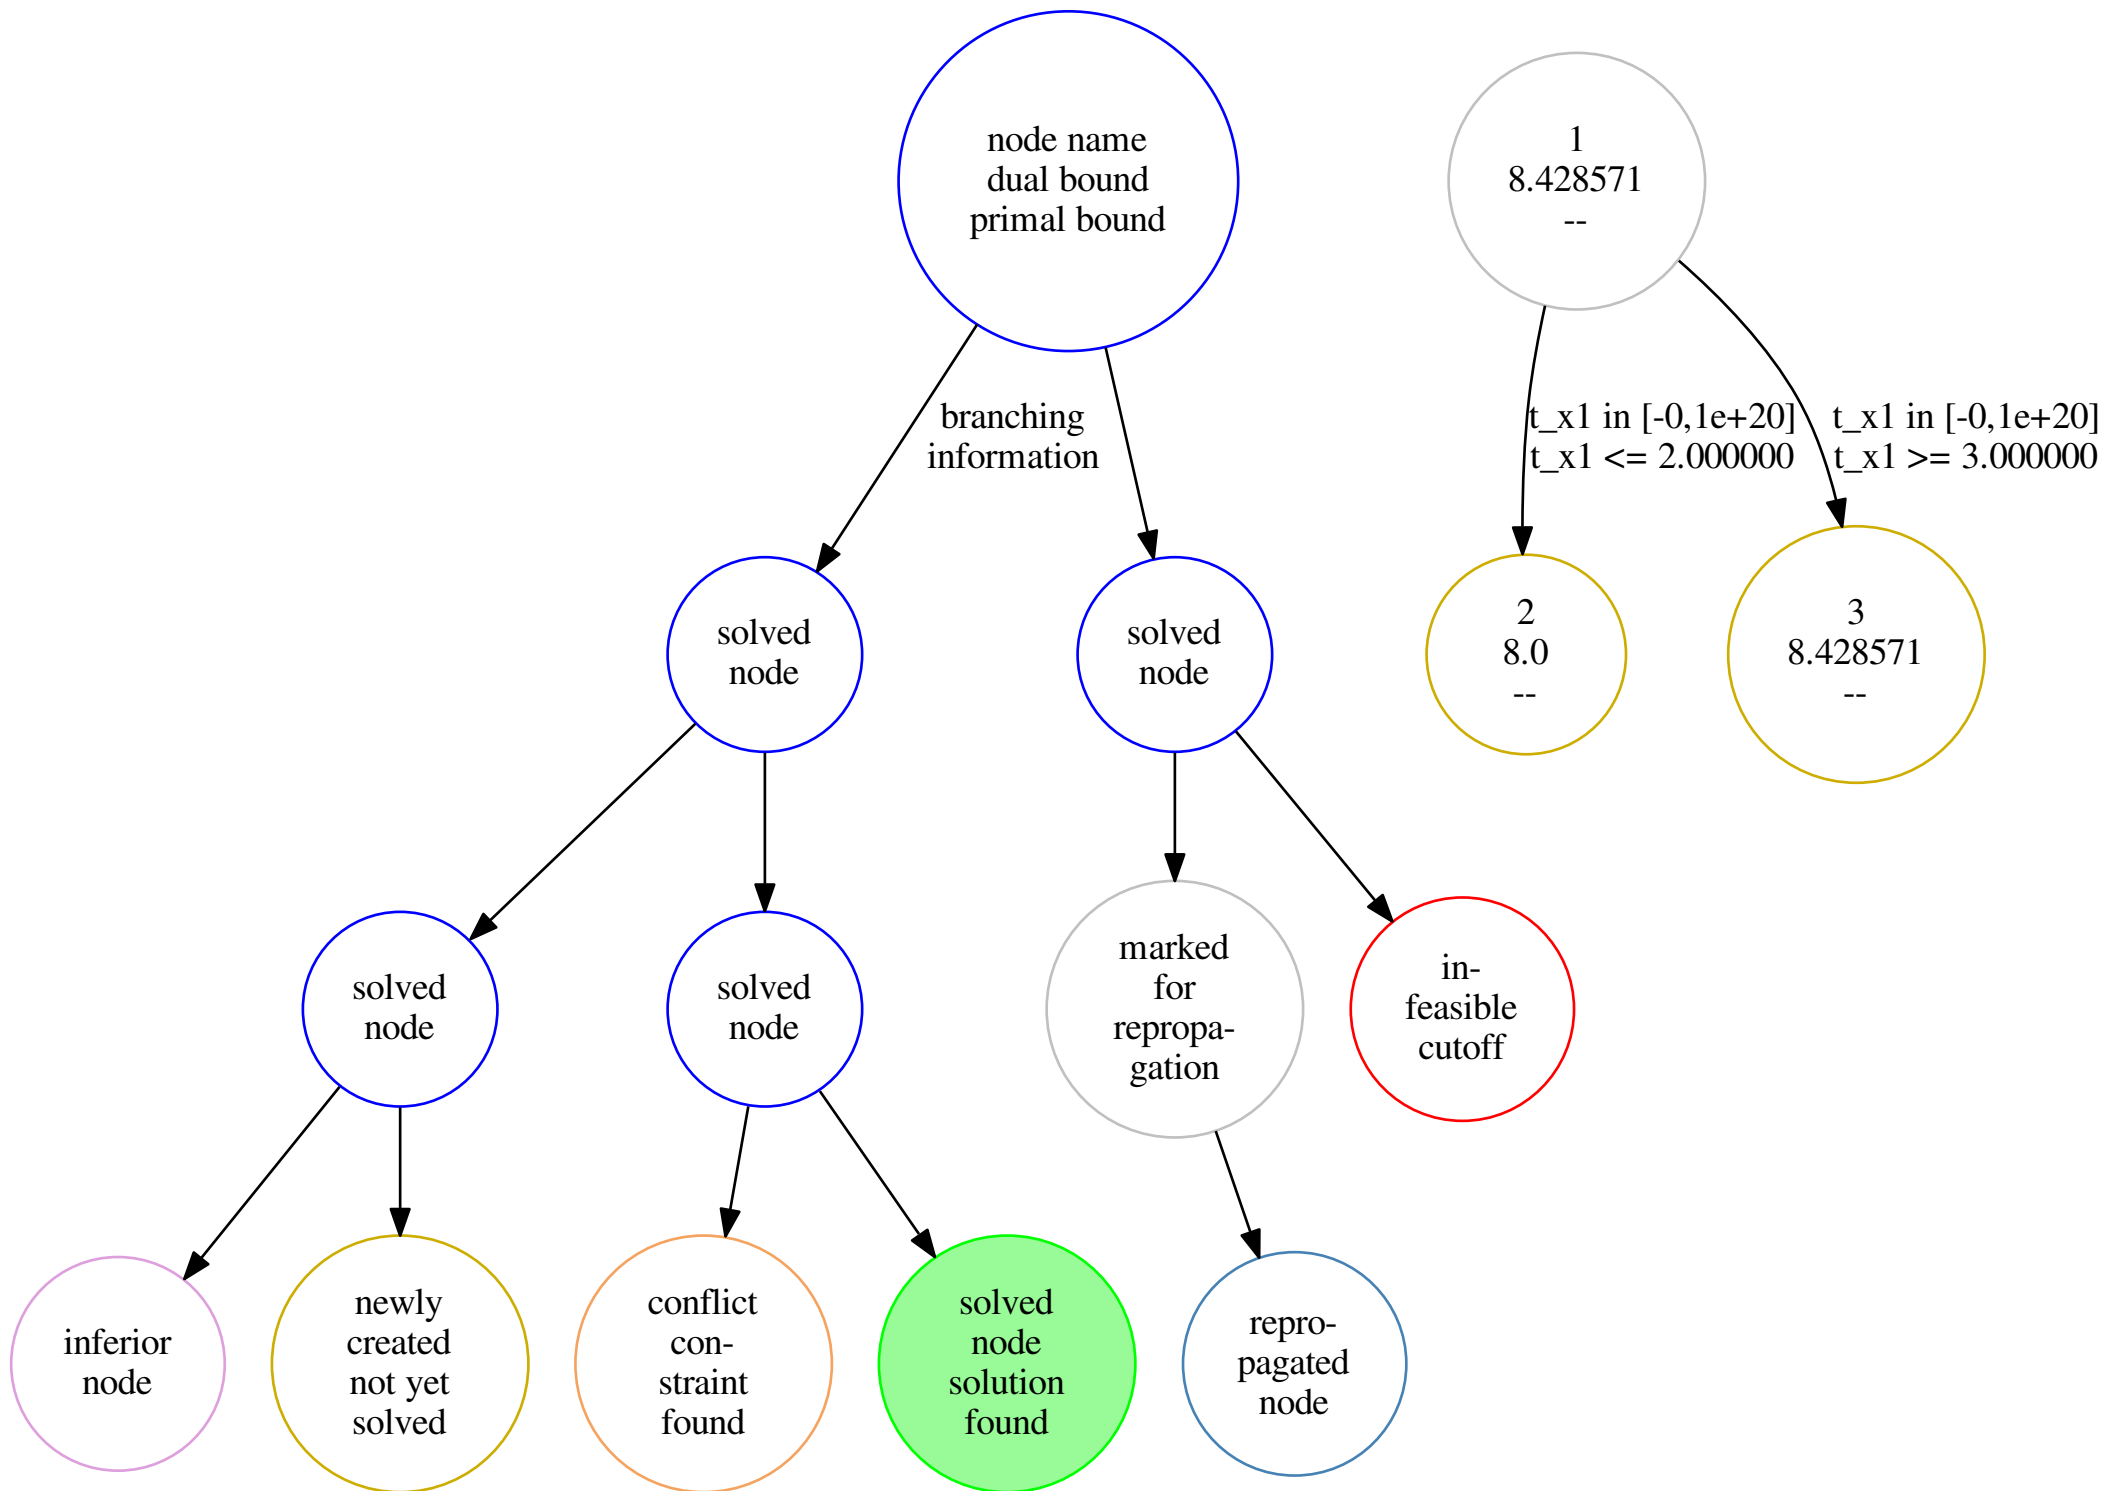 node name
dual bound
primal bound
1
8.428571
--
branching
information
t_x1 in [-0,1e+20]
t_x1 <= 2.000000
t_x1 in [-0,1e+20]
t_x1 >= 3.000000
solved
node
solved
node
2
8.0
--
3
8.428571
--
solved
node
solved
node
marked
for
repropa-
gation
in-
feasible
cutoff
inferior
node
newly
created
not yet
solved
conflict
con-
straint
found
solved
node
solution
found
repro-
pagated
node